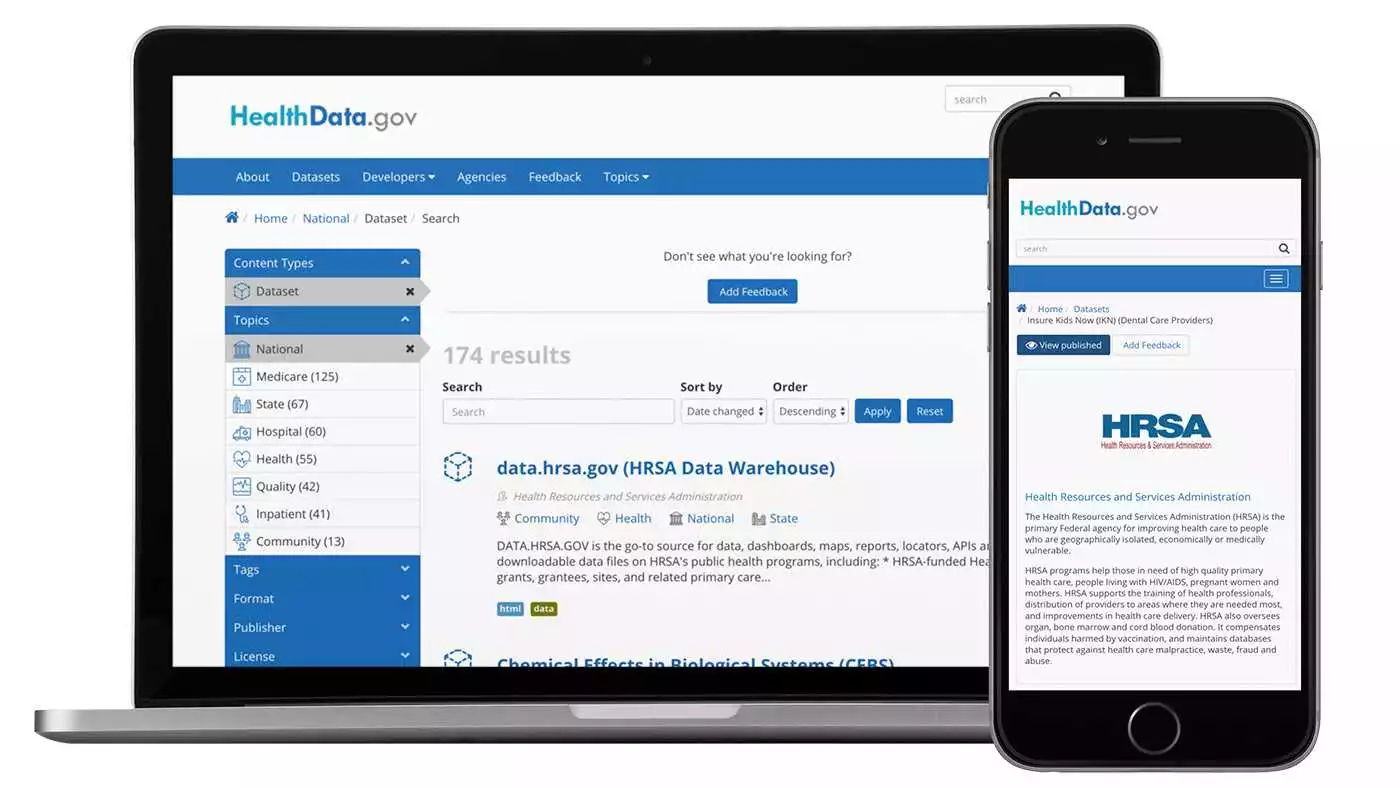 HealthData.gov
search
About Datasets Developers Agencies Feedback Topics
/ Home / National / Dataset / Search
Content Types
Dataset
Topics
National
Medicare (125)
State (67)
Hospital (60)
Health (55)
Quality (42)
Inpatient (41)
Community (13)
Tags
Format
Publisher
License
Don't see what you're looking for?
Add Feedback
174 results
Search Sort by Order
Search Date changed Descending Apply Reset
data.hrsa.gov (HRSA Data Warehouse)
Health Resources and Services Administration
Community Health National State
DATA.HRSA.GOV is the go-to source for data, dashboards, maps, reports, locators, APIs
downloadable data files on HRSA's public health programs, including: * HRSA-funded
grants, grantees, sites, and related primary care...
html data
Chemical Effects in Biological Systems (CEBS)
HealthData.gov
search
/ Home / Datasets
/ Insure Kids Now (IKN) (Dental Care Providers)
View published Add Feedback
HRSA
Health Resources & Services Administration
Health Resources and Services Administration
The Health Resources and Services Administration (HRSA) is the
primary Federal agency for improving health care to people
who are geographically isolated, economically or medically
vulnerable.
HRSA programs help those in need of high quality primary
health care, people living with HIV/AIDS, pregnant women and
mothers. HRSA supports the training of health professionals,
distribution of providers to areas where they are needed most,
and improvements in health care delivery. HRSA also oversees
organ, bone marrow and cord blood donation. It compensates
individuals harmed by vaccination, and maintains databases
that protect against health care malpractice, waste, fraud and
abuse.